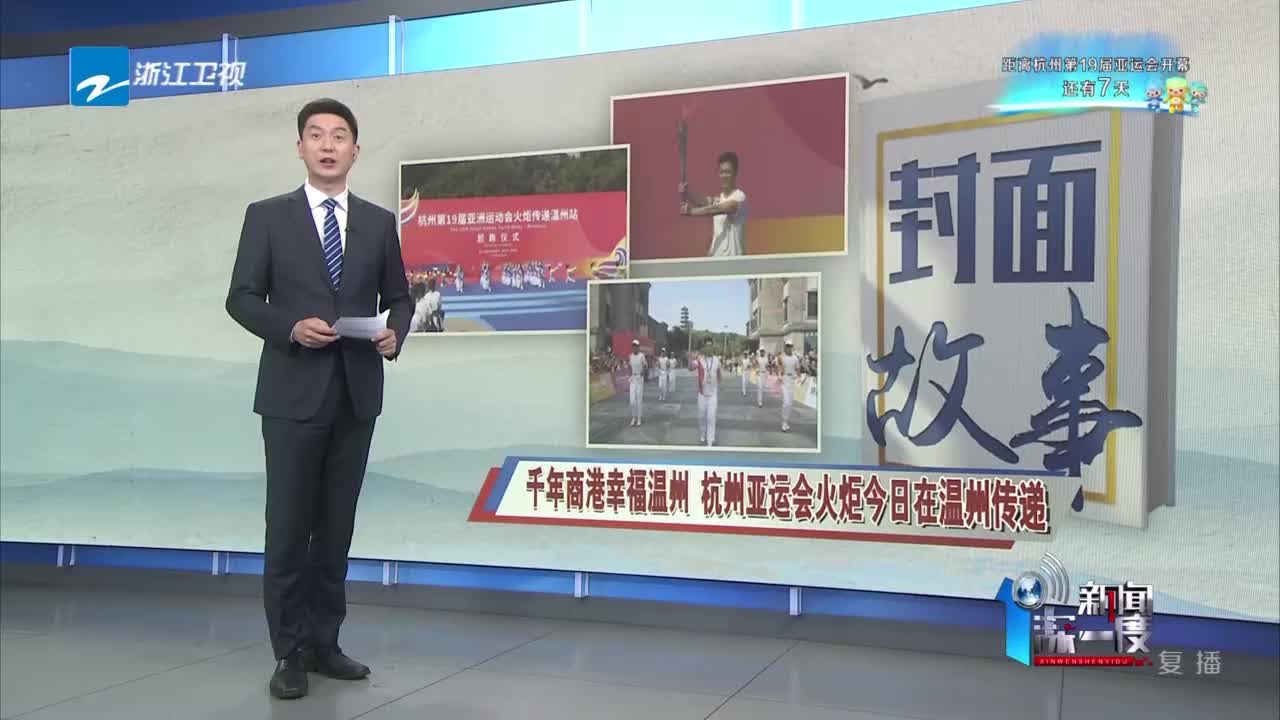 浙江卫视
距离杭州第19届亚运会开幕
还有7天
封面
故事
杭州第19届亚洲运动会火炬传递温州站
起跑仪式
千年商港幸福温州 杭州亚运会火炬今日在温州传递
新闻
深一度
XINWENSHENYIDU
复播